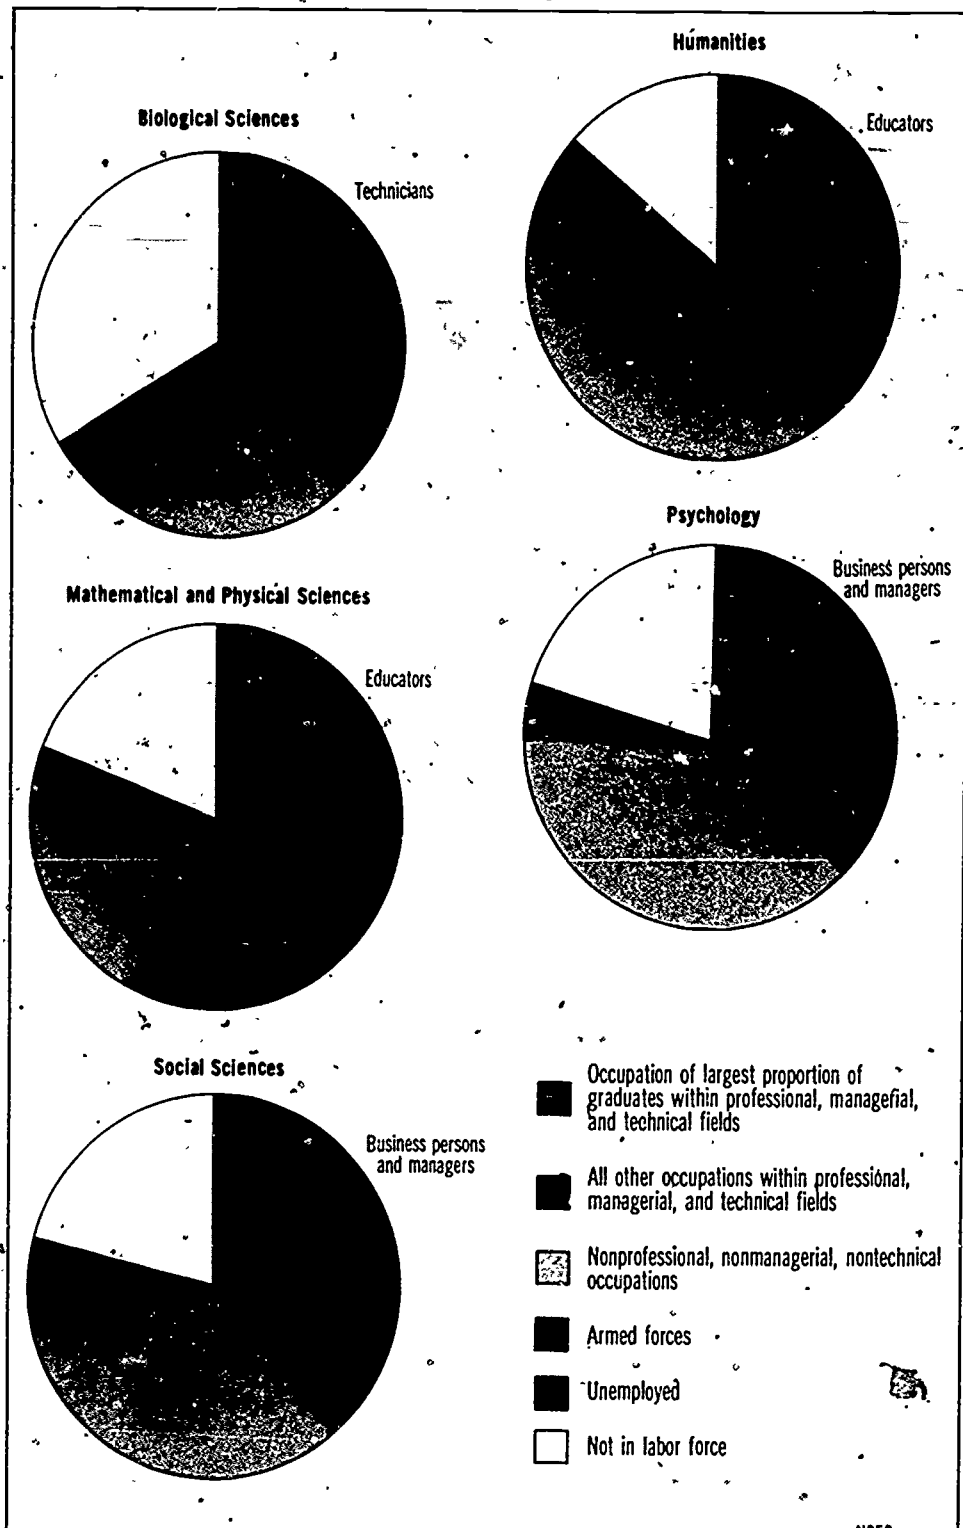 Humanities
Educators
Biological Sciences
Technicians
Psychology
Business persons
and managers
Mathematical and Physical Sciences
Educators
Social Sciences
Business persons
and managers
Occupation of largest proportion of
graduates within professional, managerial,
and technical fields
All other occupations within professional,
managerial, and technical fields
Nonprofessional, nonmanagerial, nontechnical
occupations
Armed forces
Unemployed
Not in labor force